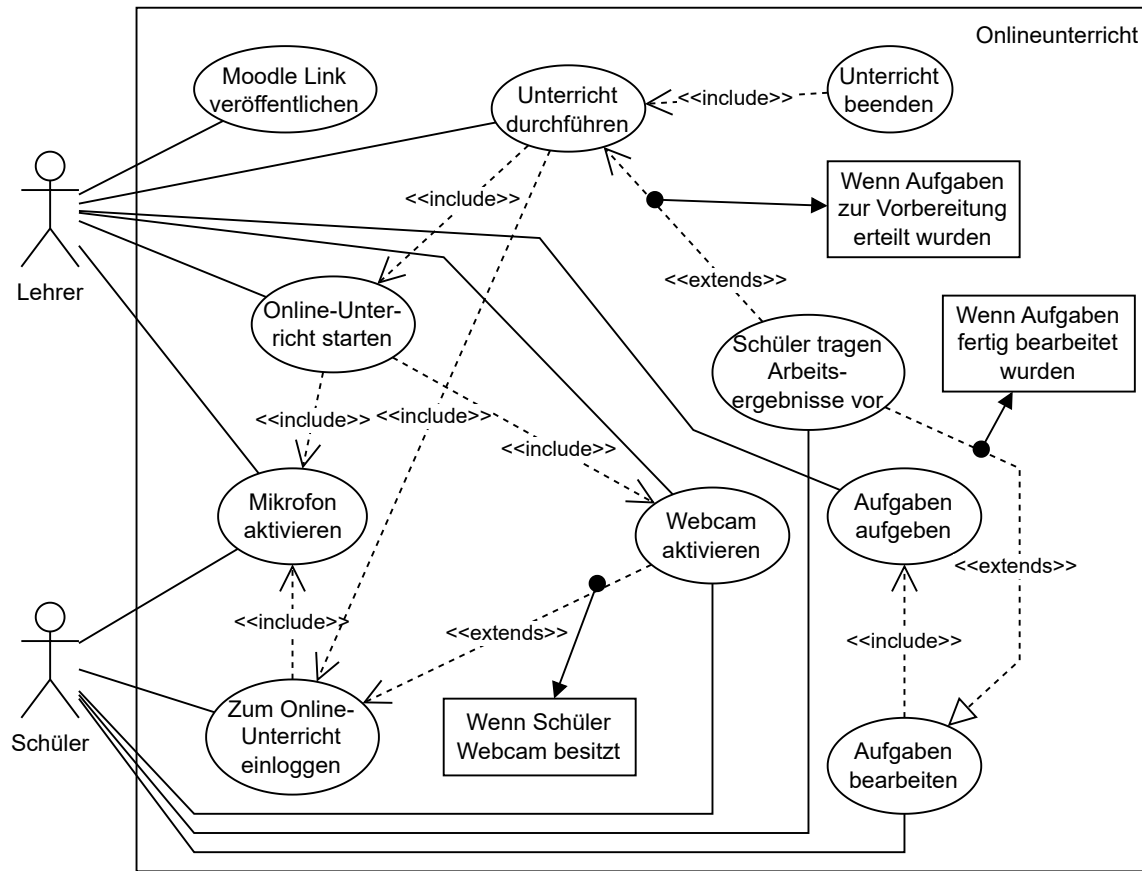 Onlineunterricht
Moodle Link
veröffentlichen
Unterricht
durchführen
<<include>>
Unterricht
beenden
Lehrer
<<include>>
Wenn Aufgaben
zur Vorbereitung
erteilt wurden
<<extends>>
Online-Unter-
richt starten
Schüler tragen
Arbeits-
ergebnisse vor
Wenn Aufgaben
fertig bearbeitet
wurden
<<include>>
<<include>>
<<include>>
Mikrofon
aktivieren
Webcam
aktivieren
Aufgaben
aufgeben
<<extends>>
<<include>>
<<extends>>
<<include>>
Schüler
Zum Online-
Unterricht
einloggen
Wenn Schüler
Webcam besitzt
Aufgaben
bearbeiten